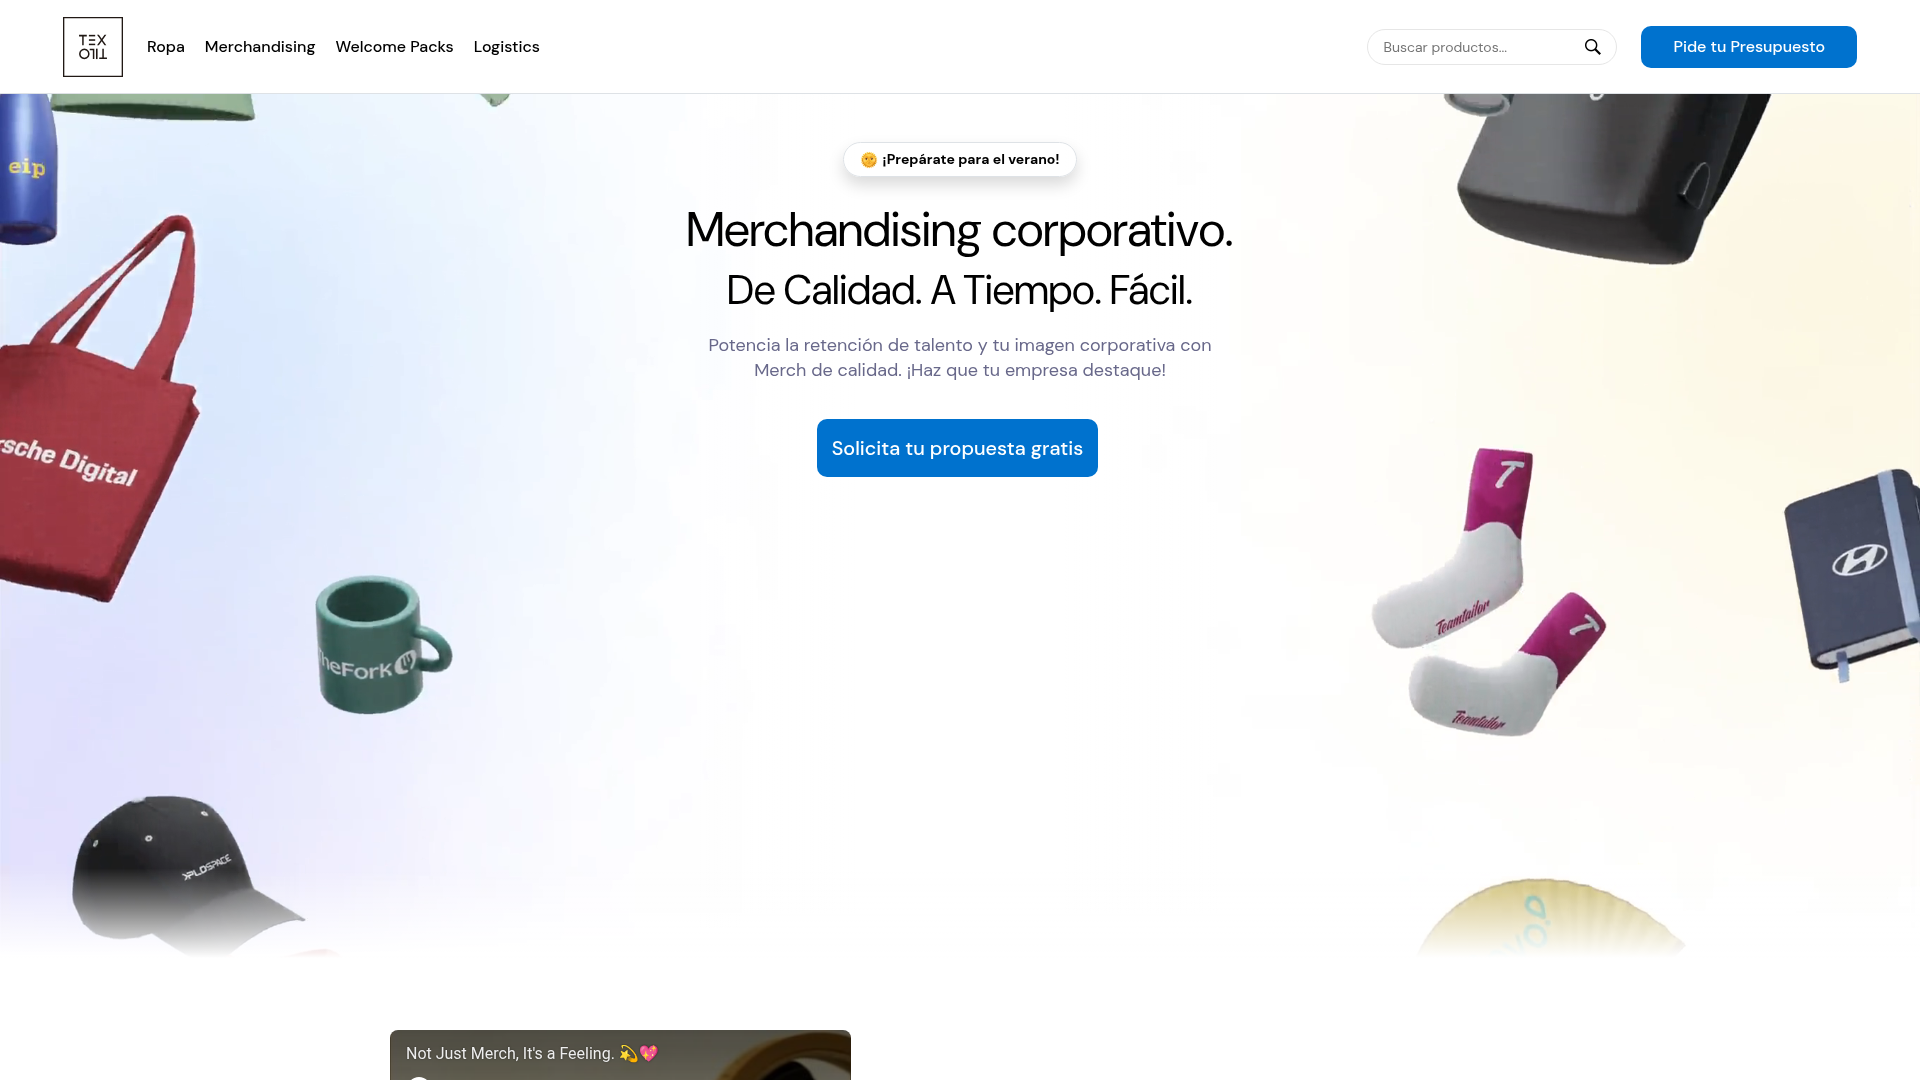 TEX
TILO
Ropa
Merchandising
Welcome Packs
Logistics
Buscar productos...
Pide tu Presupuesto
🌞 ¡Prepárate para el verano!
Merchandising corporativo.
De Calidad. A Tiempo. Fácil.
Potencia la retención de talento y tu imagen corporativa con
Merch de calidad. ¡Haz que tu empresa destaque!
Solicita tu propuesta gratis
eip
rsche Digital
TheFork
XPLOSPACE
T
Teamtailor
T
Teamtailor
Not Just Merch, It's a Feeling. 💫💖